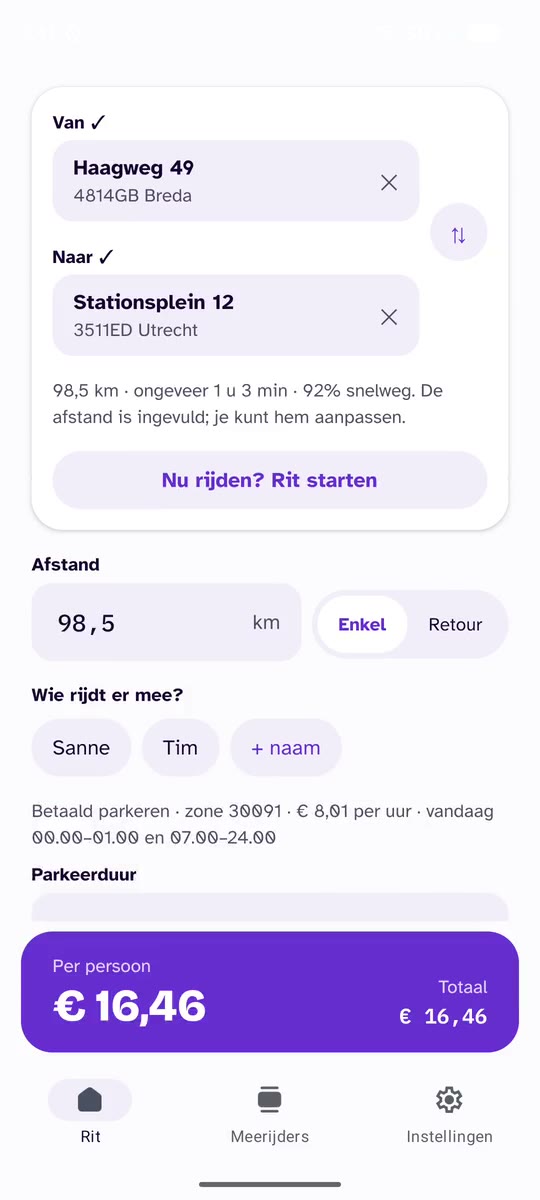 Van ✓
Haagweg 49
4814GB Breda
Naar ✓
Stationsplein 12
3511ED Utrecht
98,5 km · ongeveer 1 u 3 min · 92% snelweg. De
afstand is ingevuld; je kunt hem aanpassen.
Nu rijden? Rit starten
Afstand
98,5 km
Enkel
Retour
Wie rijdt er mee?
Sanne
Tim
+ naam
Betaald parkeren · zone 30091 · € 8,01 per uur · vandaag
00.00–01.00 en 07.00–24.00
Parkeerduur
Per persoon
€ 16,46
Totaal
€ 16,46
Rit
Meerijders
Instellingen